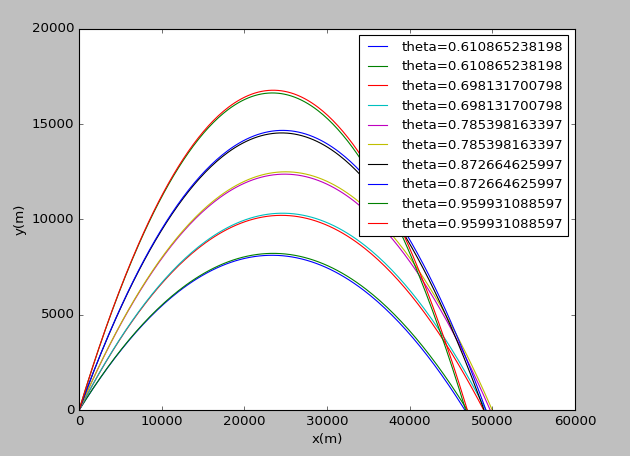 20000
15000
10000
5000
0
y(m)
theta=0.610865238198
theta=0.610865238198
theta=0.698131700798
theta=0.698131700798
theta=0.785398163397
theta=0.785398163397
theta=0.872664625997
theta=0.872664625997
theta=0.959931088597
theta=0.959931088597
0 10000 20000 30000 40000 50000 60000
x(m)